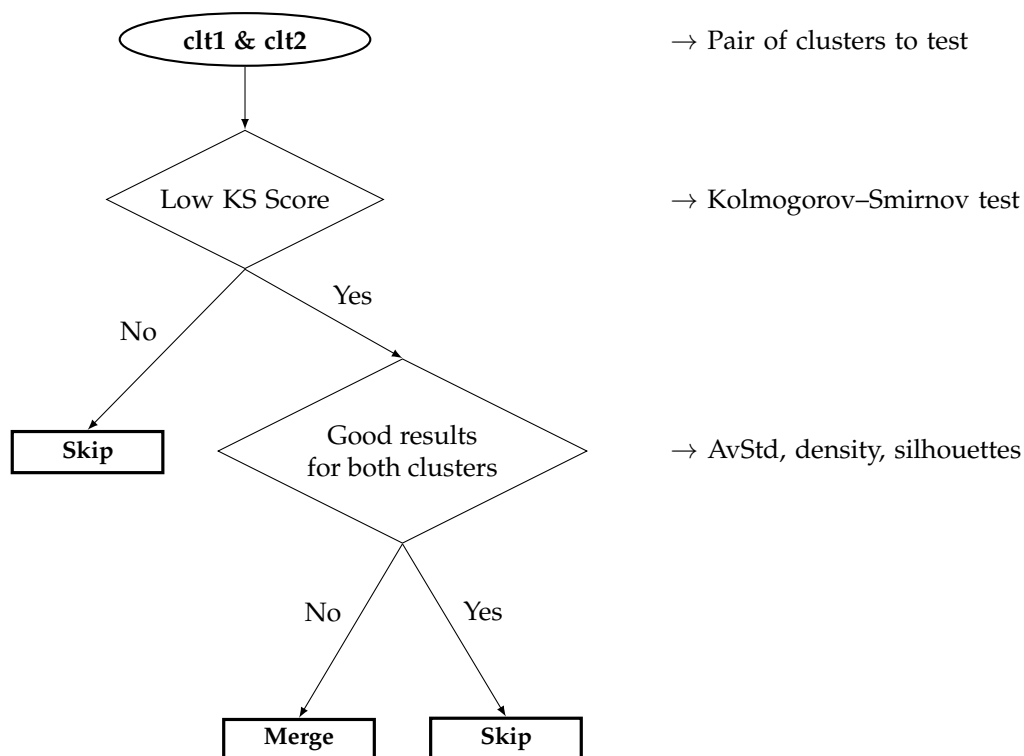 clt1 & clt2
→ Pair of clusters to test
Low KS Score
→ Kolmogorov–Smirnov test
Yes
No
Skip
Good results
for both clusters
→ AvStd, density, silhouettes
No
Yes
Merge
Skip